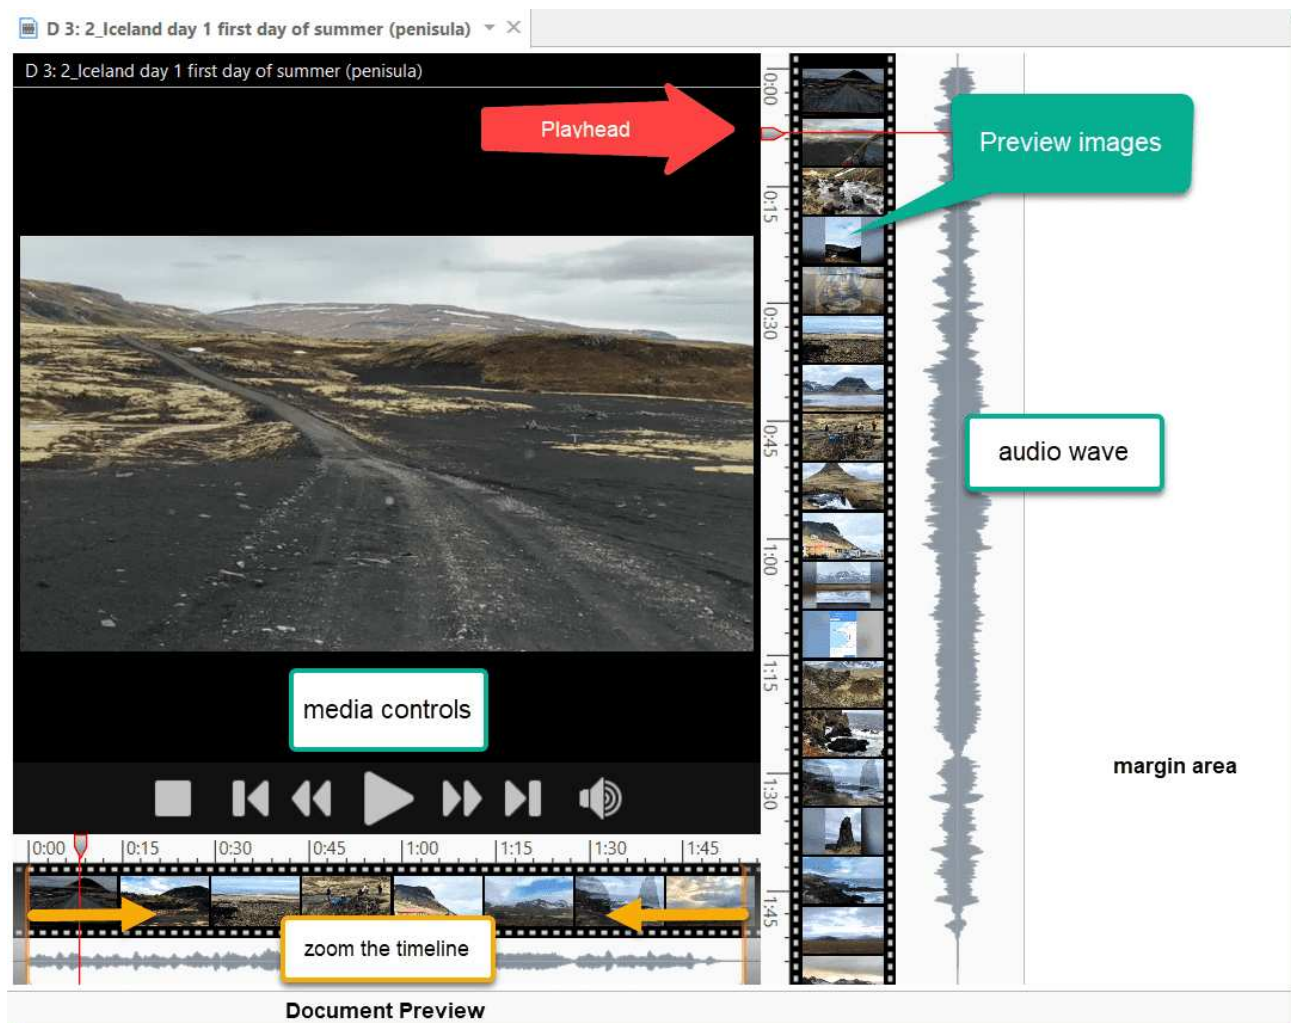 D 3: 2_Iceland day 1 first day of summer (penisula)
D 3: 2_Iceland day 1 first day of summer (penisula)
Playhead
Preview images
audio wave
media controls
margin area
0:00
0:15
0:30
0:45
1:00
1:15
1:30
1:45
0:00 0:15 0:30 0:45 1:00 1:15 1:30 1:45
zoom the timeline
Document Preview